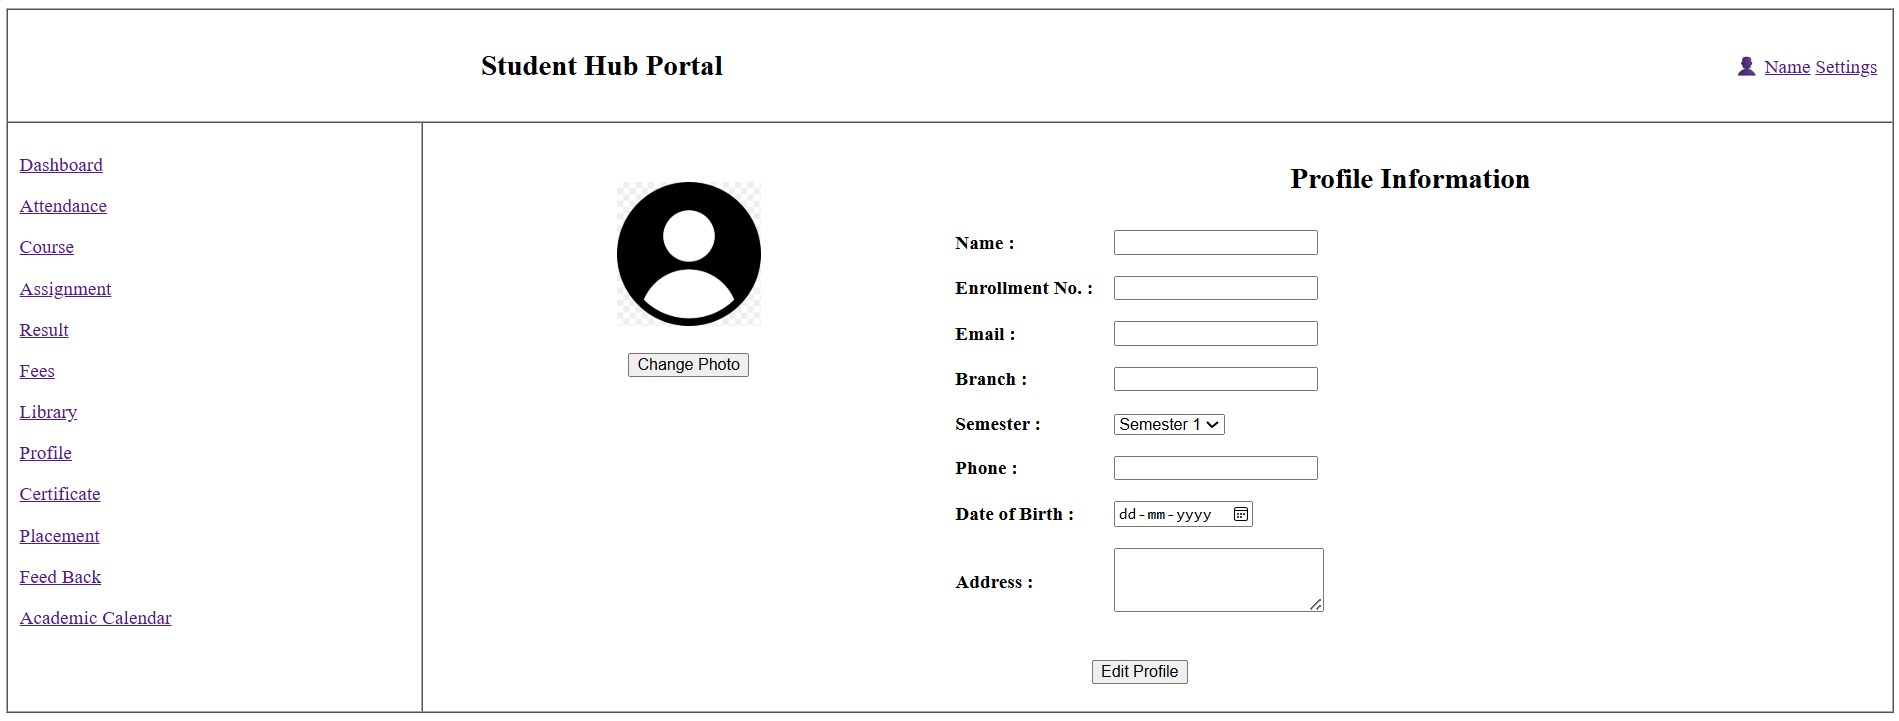 Student Hub Portal
Name Settings
Dashboard
Attendance
Course
Assignment
Result
Fees
Library
Profile
Certificate
Placement
Feed Back
Academic Calendar
Change Photo
Profile Information
Name :
Enrollment No. :
Email :
Branch :
Semester : Semester 1
Phone :
Date of Birth : dd-mm-yyyy
Address :
Edit Profile